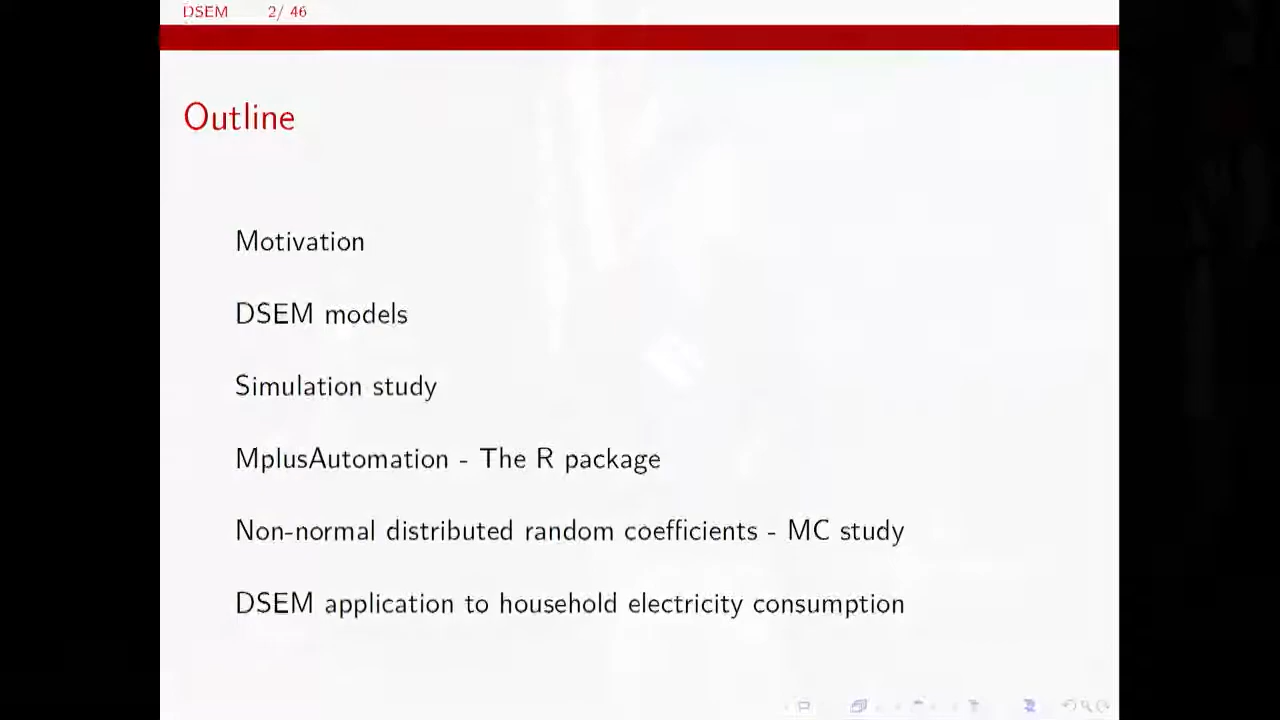 DSEM 2/ 46
Outline
Motivation
DSEM models
Simulation study
MplusAutomation - The R package
Non-normal distributed random coefficients - MC study
DSEM application to household electricity consumption